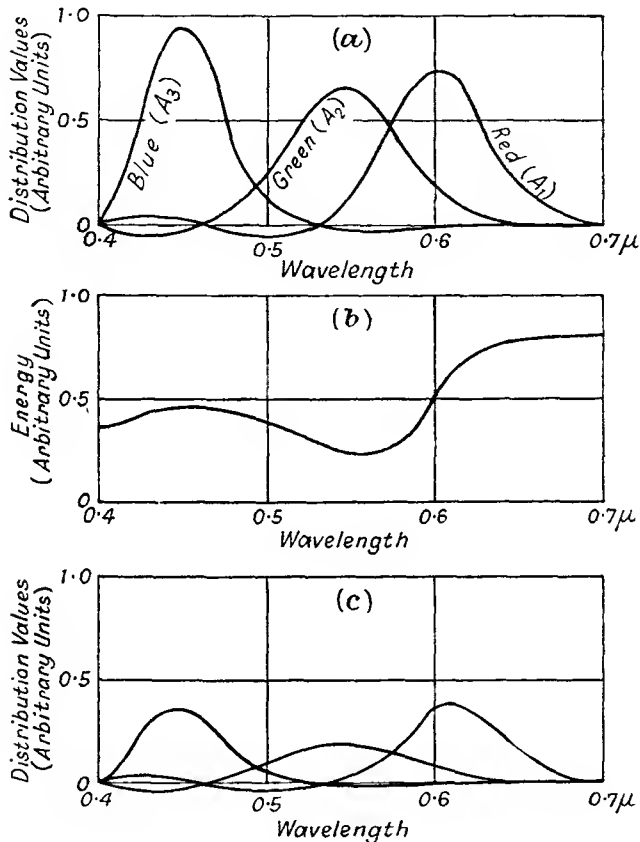 (a)
Distribution Values
(Arbitrary Units)
1.0
0.5
0
Blue (A3)
Green (A2)
Red (A1)
0.4
0.5
0.6
0.7μ
Wavelength
(b)
Energy
(Arbitrary Units)
1.0
0.5
0
0.4
0.5
0.6
0.7μ
Wavelength
(c)
Distribution Values
(Arbitrary Units)
1.0
0.5
0
0.4
0.5
0.6
0.7μ
Wavelength